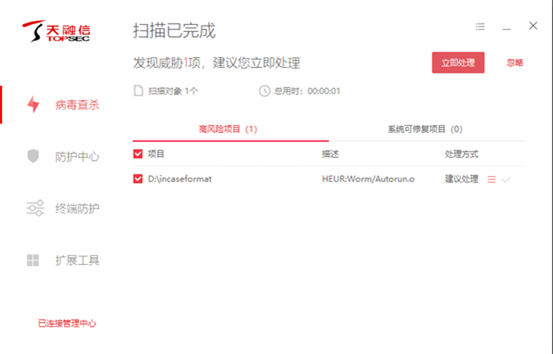 天融信
TOPSEC
扫描已完成
发现威胁1项，建议您立即处理
立即处理
忽略
扫描对象 1个
总用时：00:00:01
病毒查杀
高风险项目（1）
系统可修复项目（0）
项目
描述
处理方式
D:\incaseformat
HEUR:Worm/Autorun.o
建议处理
防护中心
终端防护
扩展工具
已连接管理中心